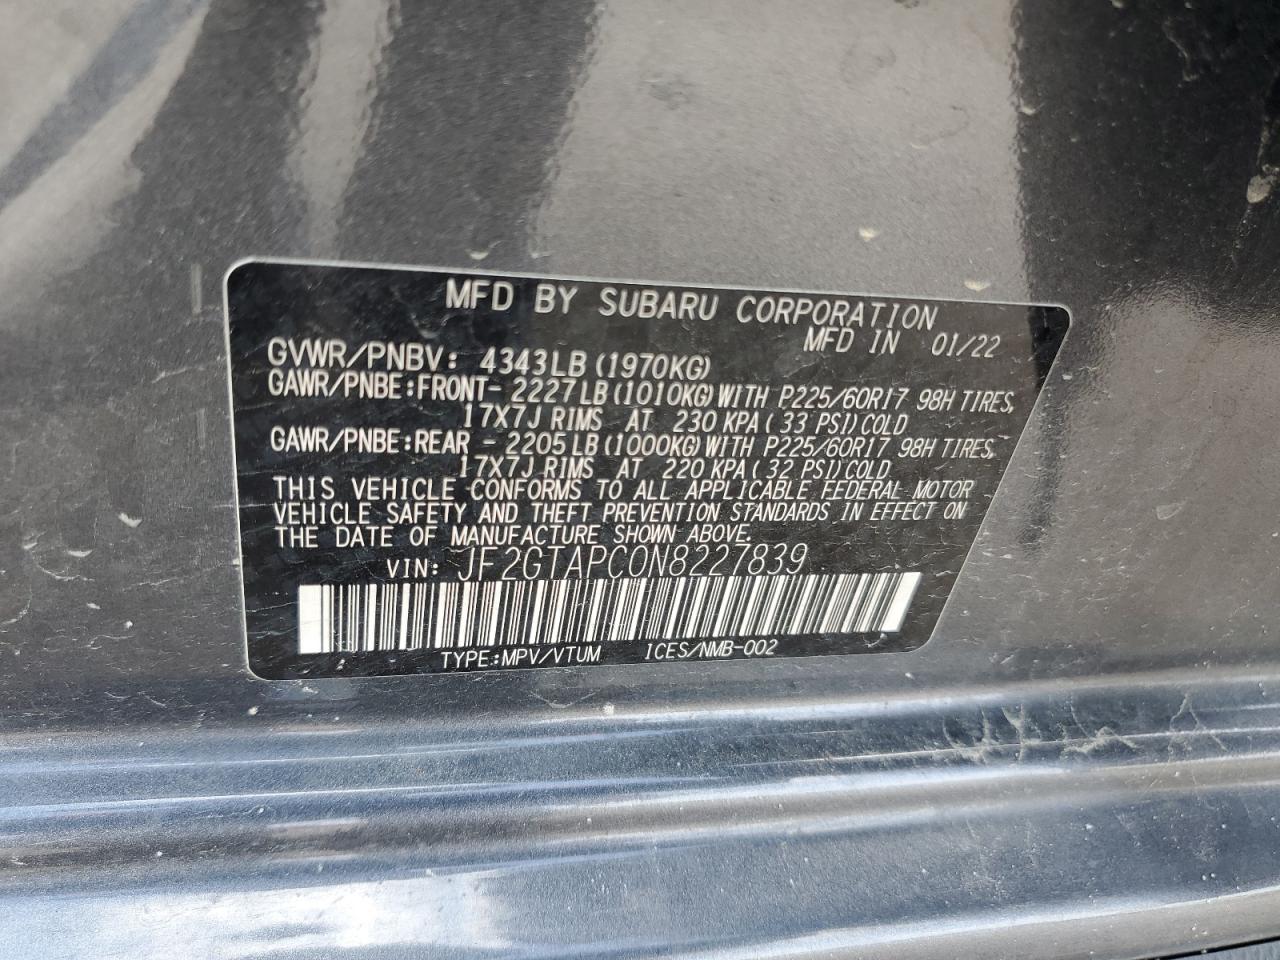 MFD BY SUBARU CORPORATION
MFD IN 01/22
GVWR/PNBV: 4343LB (1970KG)
GAWR/PNBE:FRONT- 2227LB(1010KG)WITH P225/60R17 98H TIRES,
17X7J RIMS AT 230 KPA(33 PSI)COLD
GAWR/PNBE:REAR - 2205LB(1000KG)WITH P225/60R17 98H TIRES,
17X7J RIMS AT 220 KPA(32 PSI)COLD
THIS VEHICLE CONFORMS TO ALL APPLICABLE FEDERAL MOTOR
VEHICLE SAFETY AND THEFT PREVENTION STANDARDS IN EFFECT ON
THE DATE OF MANUFACTURE SHOWN ABOVE.
VIN: JF2GTAPC0N8227839
TYPE:MPV/VTUM ICES/NMB-002